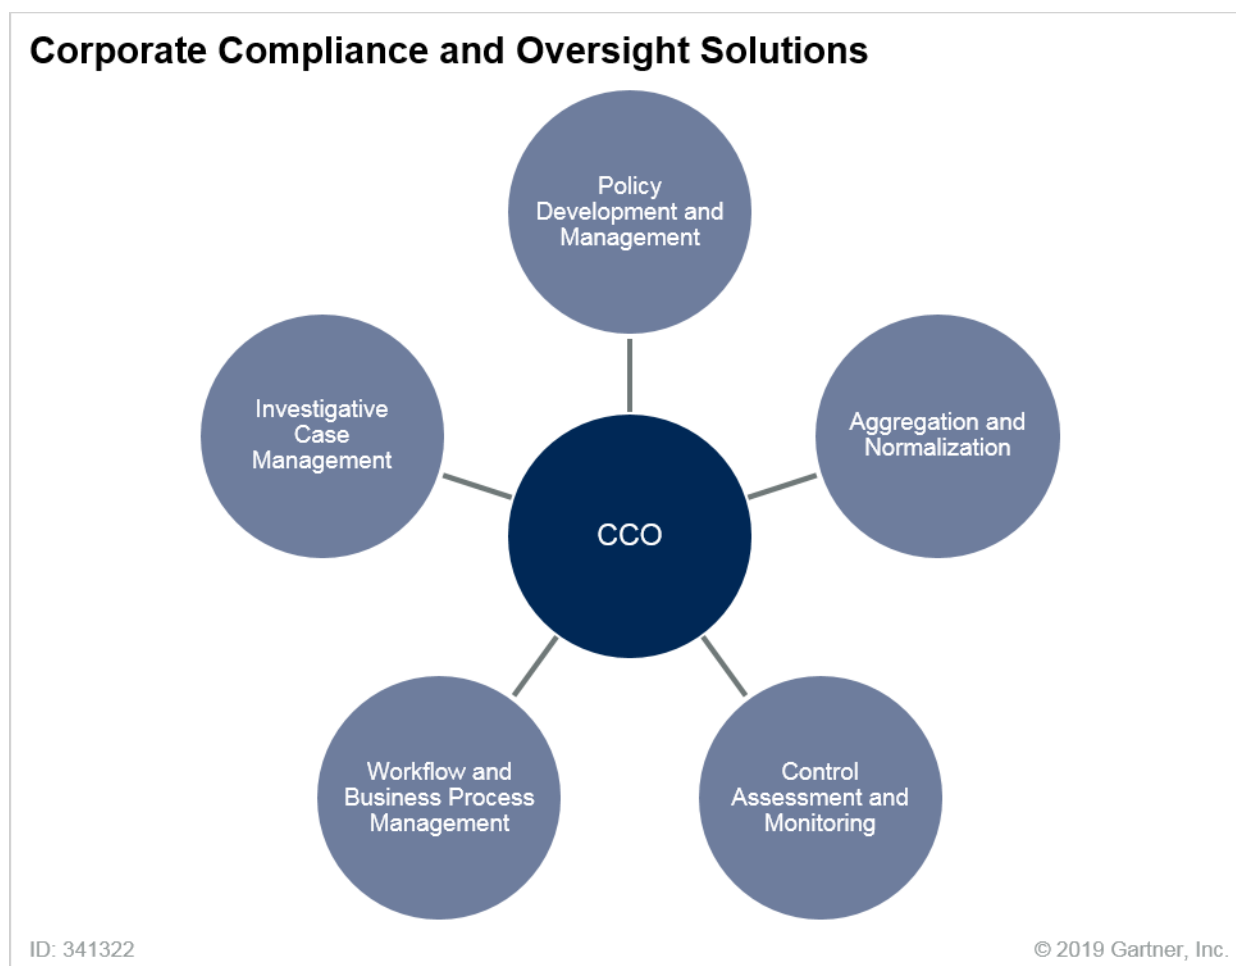 Corporate Compliance and Oversight Solutions
Policy
Development and
Management
Investigative
Case
Management
Aggregation and
Normalization
CCO
Workflow and
Business Process
Management
Control
Assessment and
Monitoring
ID: 341322
© 2019 Gartner, Inc.